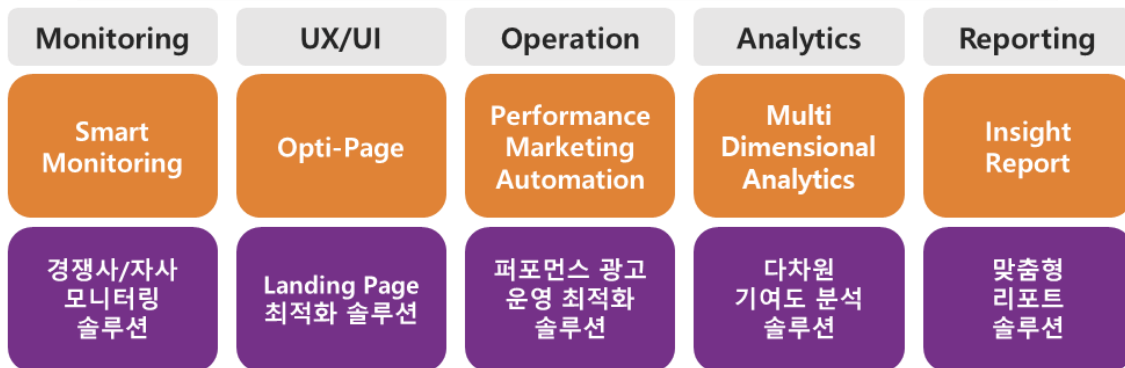 Monitoring
UX/UI
Operation
Analytics
Reporting
Smart
Monitoring
Opti-Page
Performance
Marketing
Automation
Multi
Dimensional
Analytics
Insight
Report
경쟁사/자사
모니터링
솔루션
Landing Page
최적화 솔루션
퍼포먼스 광고
운영 최적화
솔루션
다차원
기여도 분석
솔루션
맞춤형
리포트
솔루션